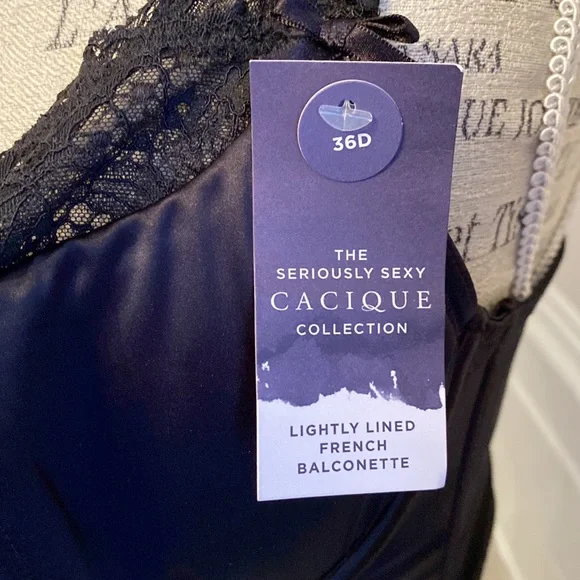 36D
THE
SERIOUSLY SEXY
CACIQUE
COLLECTION
LIGHTLY LINED
FRENCH
BALCONETTE